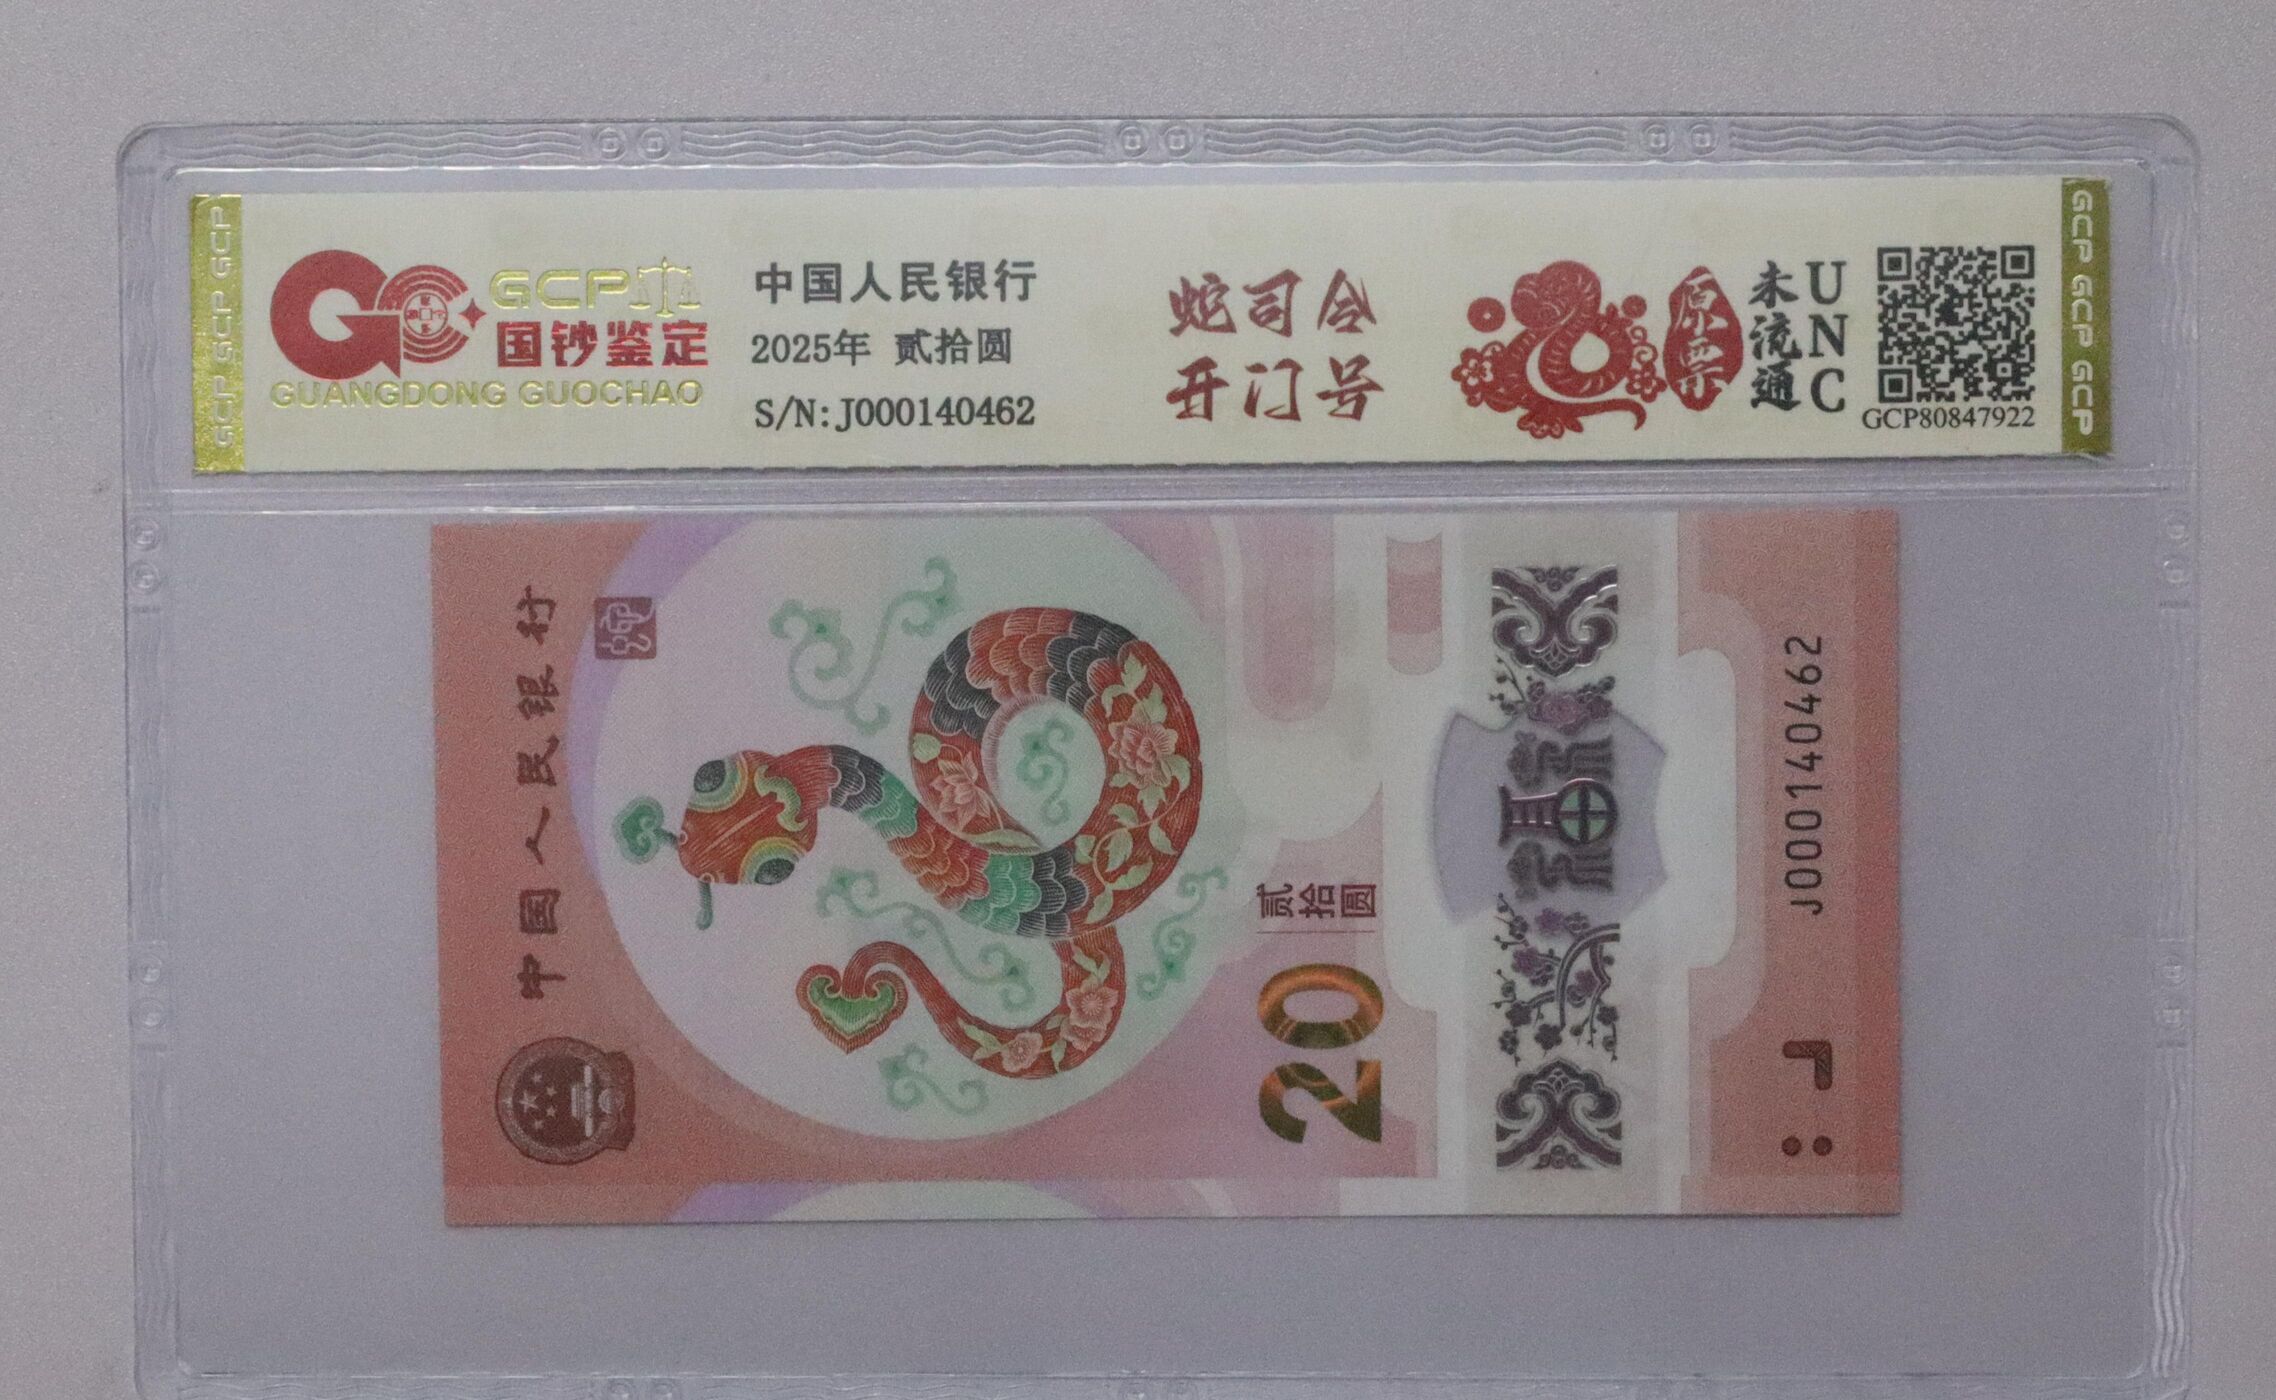 GCP GCP GCP
GCP
国钞鉴定
GUANGDONG GUOCHAO
中国人民银行
2025年 贰拾圆
S/N:J000140462
蛇司令
开门号
原票
未流通
UNC
GCP80847922
GCP GCP GCP
中国人民银行
蛇
贰拾圆
20
福
J000140462